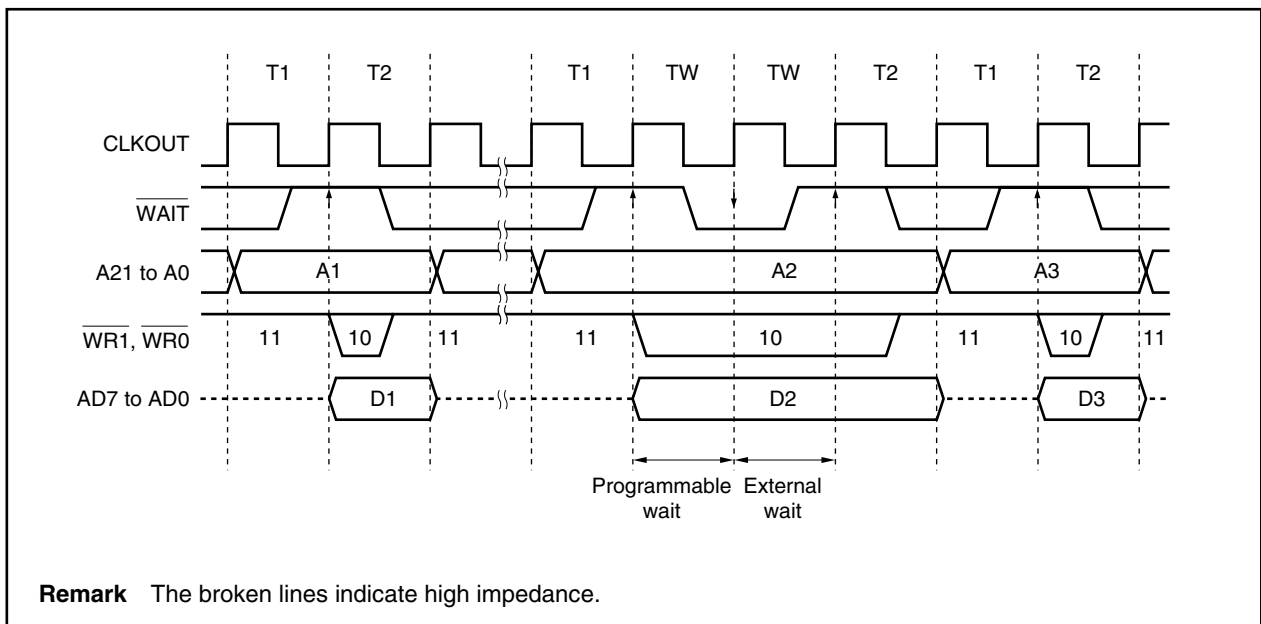 T1 T2 T1 TW TW T2 T1 T2
CLKOUT
WAIT
A21 to A0 A1 A2 A3
WR1, WR0 11 10 11 11 10 11 10 11
AD7 to AD0 D1 D2 D3
Programmable wait
External wait
Remark The broken lines indicate high impedance.